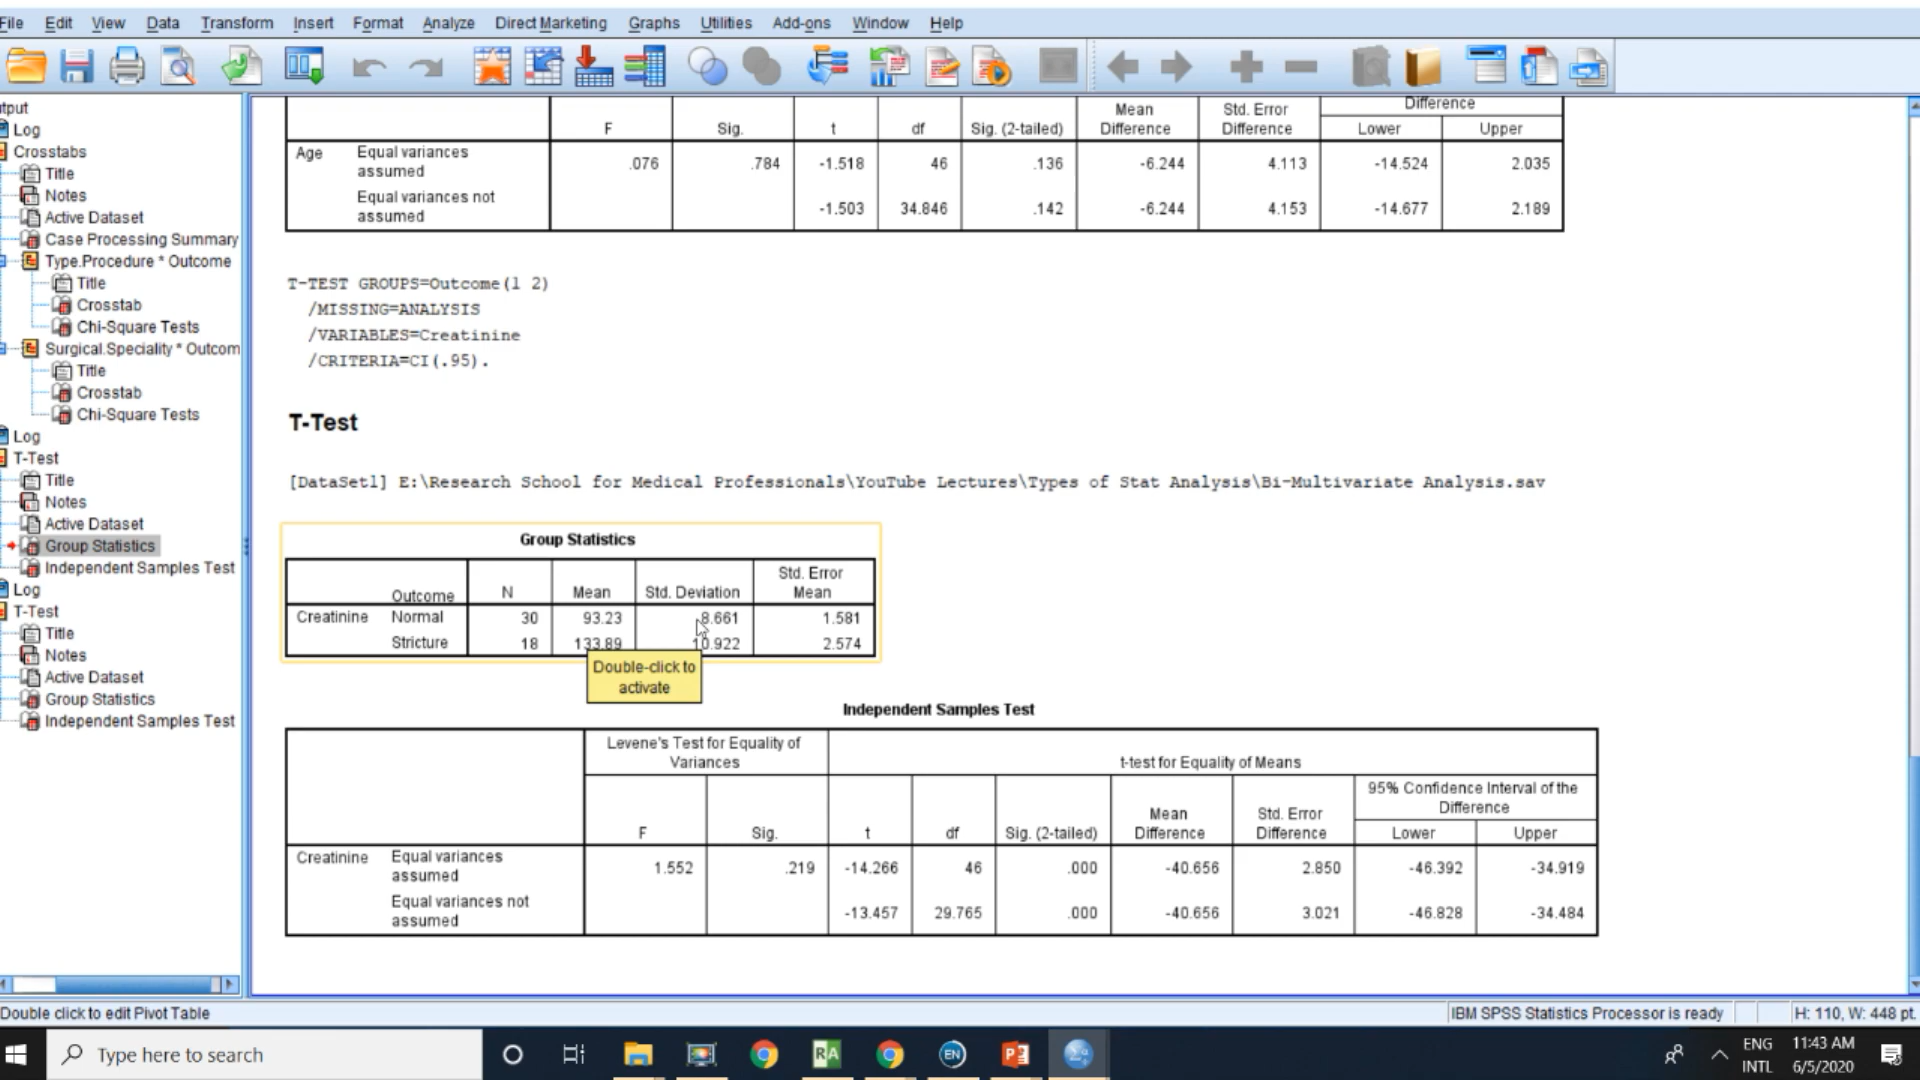 File Edit View Data Transform Insert Format Analyze Direct Marketing Graphs Utilities Add-ons Window Help
tput
Log
Crosstabs
Title
Notes
Active Dataset
Case Processing Summary
Type.Procedure * Outcome
Title
Crosstab
Chi-Square Tests
Surgical.Speciality * Outcom
Title
Crosstab
Chi-Square Tests
Log
T-Test
Title
Notes
Active Dataset
Group Statistics
Independent Samples Test
Log
T-Test
Title
Notes
Active Dataset
Group Statistics
Independent Samples Test
Difference
F Sig. t df Sig. (2-tailed) Mean Difference Std. Error Difference Lower Upper
Age Equal variances assumed .076 .784 -1.518 46 .136 -6.244 4.113 -14.524 2.035
Equal variances not assumed -1.503 34.846 .142 -6.244 4.153 -14.677 2.189
T-TEST GROUPS=Outcome(1 2)
/MISSING=ANALYSIS
/VARIABLES=Creatinine
/CRITERIA=CI(.95).
T-Test
[DataSet1] E:\Research School for Medical Professionals\YouTube Lectures\Types of Stat Analysis\Bi-Multivariate Analysis.sav
Group Statistics
Outcome N Mean Std. Deviation Std. Error Mean
Creatinine Normal 30 93.23 8.661 1.581
Stricture 18 133.89 10.922 2.574
Double-click to
activate
Independent Samples Test
Levene's Test for Equality of Variances t-test for Equality of Means
95% Confidence Interval of the Difference
F Sig. t df Sig. (2-tailed) Mean Difference Std. Error Difference Lower Upper
Creatinine Equal variances assumed 1.552 .219 -14.266 46 .000 -40.656 2.850 -46.392 -34.919
Equal variances not assumed -13.457 29.765 .000 -40.656 3.021 -46.828 -34.484
Double click to edit Pivot Table IBM SPSS Statistics Processor is ready H: 110, W: 448 pt.
Type here to search RA EN ENG 11:43 AM
INTL 6/5/2020